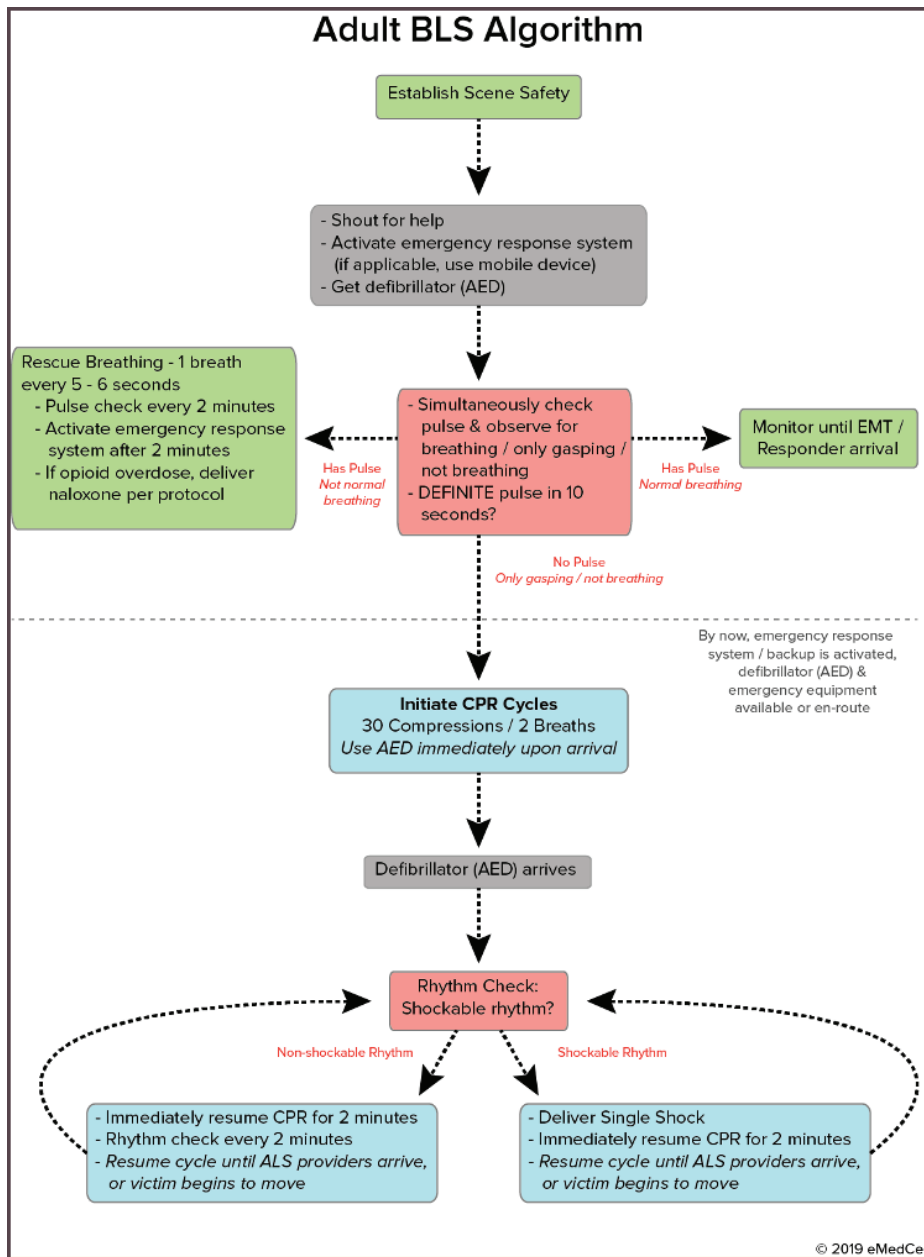 Adult BLS Algorithm
Establish Scene Safety
- Shout for help
- Activate emergency response system
(if applicable, use mobile device)
- Get defibrillator (AED)
Rescue Breathing - 1 breath
every 5 - 6 seconds
- Pulse check every 2 minutes
- Activate emergency response
system after 2 minutes
- If opioid overdose, deliver
naloxone per protocol
Has Pulse
Not normal
breathing
- Simultaneously check
pulse & observe for
breathing / only gasping /
not breathing
- DEFINITE pulse in 10
seconds?
Has Pulse
Normal breathing
Monitor until EMT /
Responder arrival
No Pulse
Only gasping / not breathing
By now, emergency response
system / backup is activated,
defibrillator (AED) &
emergency equipment
available or en-route
Initiate CPR Cycles
30 Compressions / 2 Breaths
Use AED immediately upon arrival
Defibrillator (AED) arrives
Rhythm Check:
Shockable rhythm?
Non-shockable Rhythm
Shockable Rhythm
- Immediately resume CPR for 2 minutes
- Rhythm check every 2 minutes
- Resume cycle until ALS providers arrive,
or victim begins to move
- Deliver Single Shock
- Immediately resume CPR for 2 minutes
- Resume cycle until ALS providers arrive,
or victim begins to move
© 2019 eMedCe